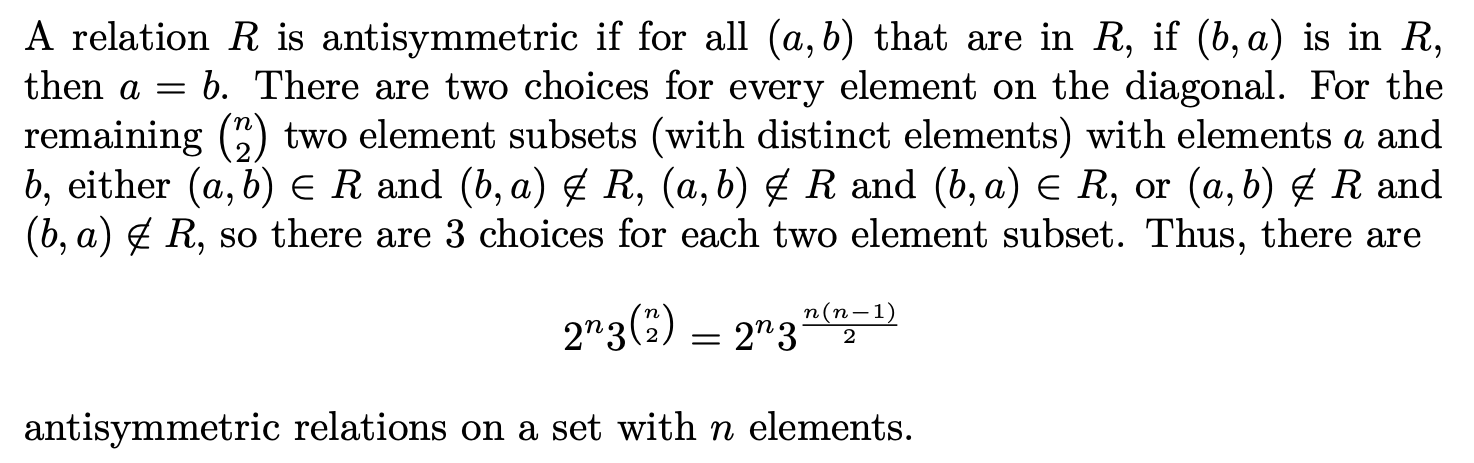 A relation R is antisymmetric if for all (a, b) that are in R, if (b, a) is in R,
then a = b. There are two choices for every element on the diagonal. For the
remaining \binom{n}{2} two element subsets (with distinct elements) with elements a and
b, either (a, b) ∈ R and (b, a) ∉ R, (a, b) ∉ R and (b, a) ∈ R, or (a, b) ∉ R and
(b, a) ∉ R, so there are 3 choices for each two element subset. Thus, there are
2^n 3^{\binom{n}{2}} = 2^n 3^{\frac{n(n-1)}{2}}
antisymmetric relations on a set with n elements.